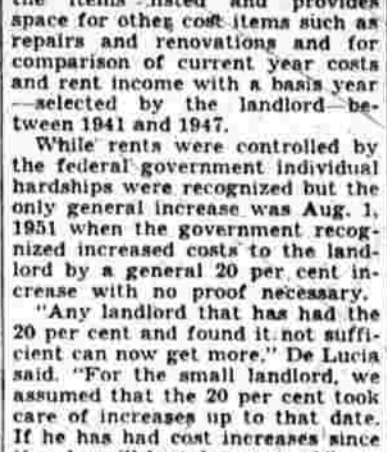 the items listed and provides
space for other cost items such as
repairs and renovations and for
comparison of current year costs
and rent income with a basis year
—selected by the landlord—be-
tween 1941 and 1947.
While rents were controlled by
the federal government individual
hardships were recognized but the
only general increase was Aug. 1,
1951 when the government recog-
nized increased costs to the land-
lord by a general 20 per cent in-
crease with no proof necessary.
"Any landlord that has had the
20 per cent and found it not suffi-
cient can now get more," De Lucia
said. "For the small landlord, we
assumed that the 20 per cent took
care of increases up to that date.
If he has had cost increases since